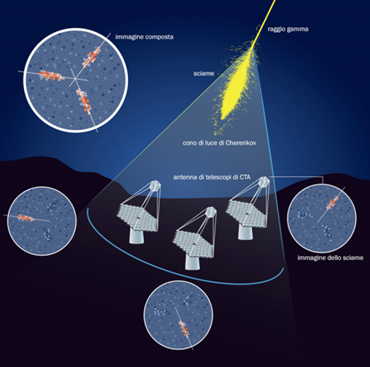 raggio gamma
immagine composta
sciame
cono di luce di Cherenkov
antenna di telescopi di CTA
immagine dello sciame